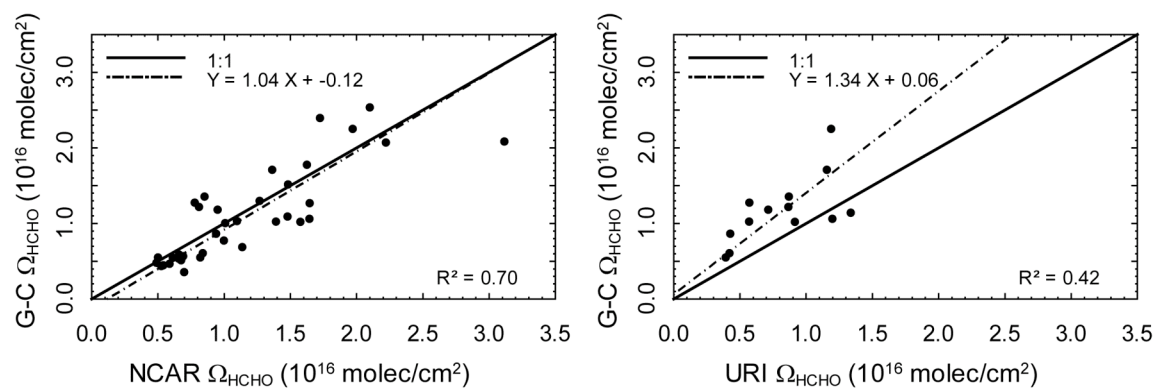 G-C Ω_HCHO (10¹⁶ molec/cm²)
3.0
2.0
1.0
0.0
1:1
Y = 1.04 X + -0.12
R² = 0.70
0.0 0.5 1.0 1.5 2.0 2.5 3.0 3.5
NCAR Ω_HCHO (10¹⁶ molec/cm²)
G-C Ω_HCHO (10¹⁶ molec/cm²)
3.0
2.0
1.0
0.0
1:1
Y = 1.34 X + 0.06
R² = 0.42
0.0 0.5 1.0 1.5 2.0 2.5 3.0 3.5
URI Ω_HCHO (10¹⁶ molec/cm²)